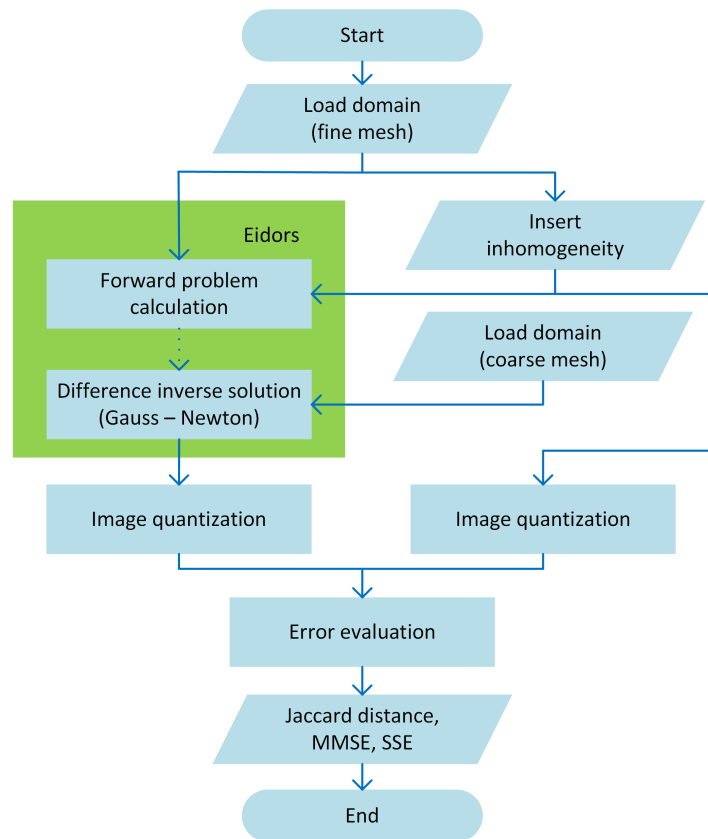 Start
Load domain
(fine mesh)
Eidors
Insert
inhomogeneity
Forward problem
calculation
Load domain
(coarse mesh)
Difference inverse solution
(Gauss – Newton)
Image quantization
Image quantization
Error evaluation
Jaccard distance,
MMSE, SSE
End